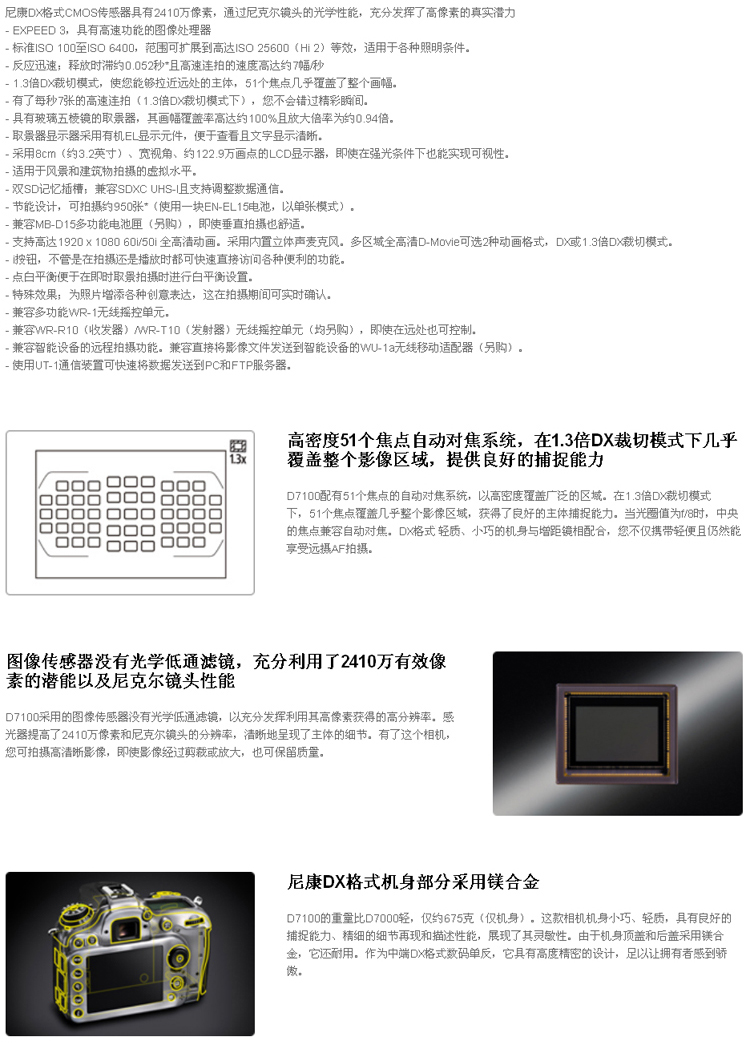 尼康DX格式CMOS传感器具有2410万像素，通过尼克尔镜头的光学性能，充分发挥了高像素的真实潜力
- EXPEED 3，具有高速功能的图像处理器
- 标准ISO 100至ISO 6400，范围可扩展到高达ISO 25600（Hi 2）等效，适用于各种照明条件。
- 反应迅速；释放时滞约0.052秒*且高速连拍的速度高达约7幅/秒
- 1.3倍DX裁切模式，使您能够拉近远处的主体，51个焦点几乎覆盖了整个画幅。
- 有了每秒7张的高速连拍（1.3倍DX裁切模式下），您不会错过精彩瞬间。
- 具有玻璃五棱镜的取景器，其画幅覆盖率高达约100%且放大倍率为约0.94倍。
- 取景器显示器采用有机EL显示元件，便于查看且文字显示清晰。
- 采用8cm（约3.2英寸）、宽视角、约122.9万画点的LCD显示器，即使在强光条件下也能实现可视性。
- 适用于风景和建筑物拍摄的虚拟水平。
- 双SD记忆插槽；兼容SDXC UHS-I且支持调整数据通信。
- 节能设计，可拍摄约950张*（使用一块EN-EL15电池，以单张模式）。
- 兼容MB-D15多功能电池匣（另购），即使垂直拍摄也舒适。
- 支持高达1920 x 1080 60i/50i 全高清动画。采用内置立体声麦克风。多区域全高清D-Movie可选2种动画格式，DX或1.3倍DX裁切模式。
- i按钮，不管是在拍摄还是播放时都可快速直接访问各种便利的功能。
- 点白平衡便于在即时取景拍摄时进行白平衡设置。
- 特殊效果；为照片增添各种创意表达，这在拍摄期间可实时确认。
- 兼容多功能WR-1无线摇控单元。
- 兼容WR-R10（收发器）/WR-T10（发射器）无线摇控单元（均另购），即使在远处也可控制。
- 兼容智能设备的远程拍摄功能。兼容直接将影像文件发送到智能设备的WU-1a无线移动适配器（另购）。
- 使用UT-1通信装置可快速将数据发送到PC和FTP服务器。
1.3x
高密度51个焦点自动对焦系统，在1.3倍DX裁切模式下几乎
覆盖整个影像区域，提供良好的捕捉能力
D7100配有51个焦点的自动对焦系统，以高密度覆盖广泛的区域。在1.3倍DX裁切模式
下，51个焦点覆盖几乎整个影像区域，获得了良好的主体捕捉能力。当光圈值为f/8时，中央
的焦点兼容自动对焦。DX格式 轻质、小巧的机身与增距镜相配合，您不仅携带轻便且仍然能
享受远摄AF拍摄。
图像传感器没有光学低通滤镜，充分利用了2410万有效像
素的潜能以及尼克尔镜头性能
D7100采用的图像传感器没有光学低通滤镜，以充分发挥利用其高像素获得的高分辨率。感
光器提高了2410万像素和尼克尔镜头的分辨率，清晰地呈现了主体的细节。有了这个相机，
您可拍摄高清晰影像，即使影像经过剪裁或放大，也可保留质量。
尼康DX格式机身部分采用镁合金
D7100的重量比D7000轻，仅约675克（仅机身）。这款相机机身小巧、轻质，具有良好的
捕捉能力、精细的细节再现和描述性能，展现了其灵敏性。由于机身顶盖和后盖采用镁合
金，它还耐用。作为中端DX格式数码单反，它具有高度精密的设计，足以让拥有者感到骄
傲。